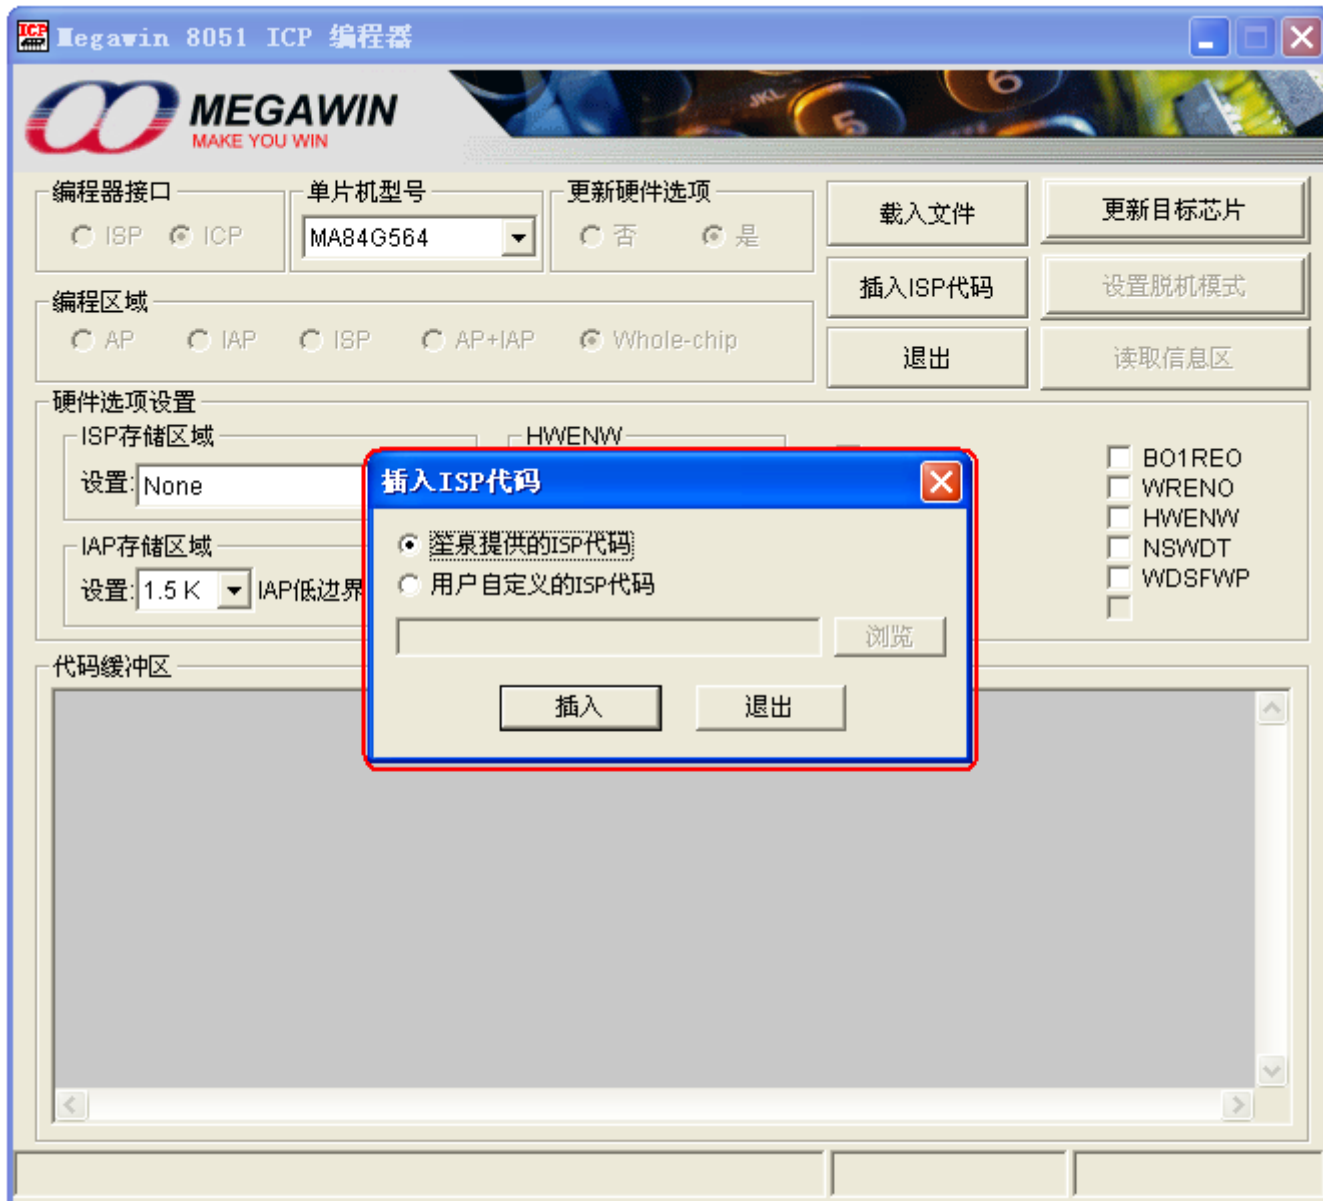 ICP
Megawin 8051 ICP 编程器
MEGAWIN
MAKE YOU WIN
JKL
5
6
编程器接口
ISP
ICP
单片机型号
MA84G564
更新硬件选项
否
是
载入文件
更新目标芯片
插入ISP代码
设置脱机模式
编程区域
AP
IAP
ISP
AP+IAP
Whole-chip
退出
读取信息区
硬件选项设置
ISP存储区域
设置:
None
HWENW
BO1REO
WRENO
HWENW
NSWDT
WDSFWP
IAP存储区域
设置:
1.5 K
IAP低边界
插入ISP代码
笙泉提供的ISP代码
用户自定义的ISP代码
浏览
插入
退出
代码缓冲区